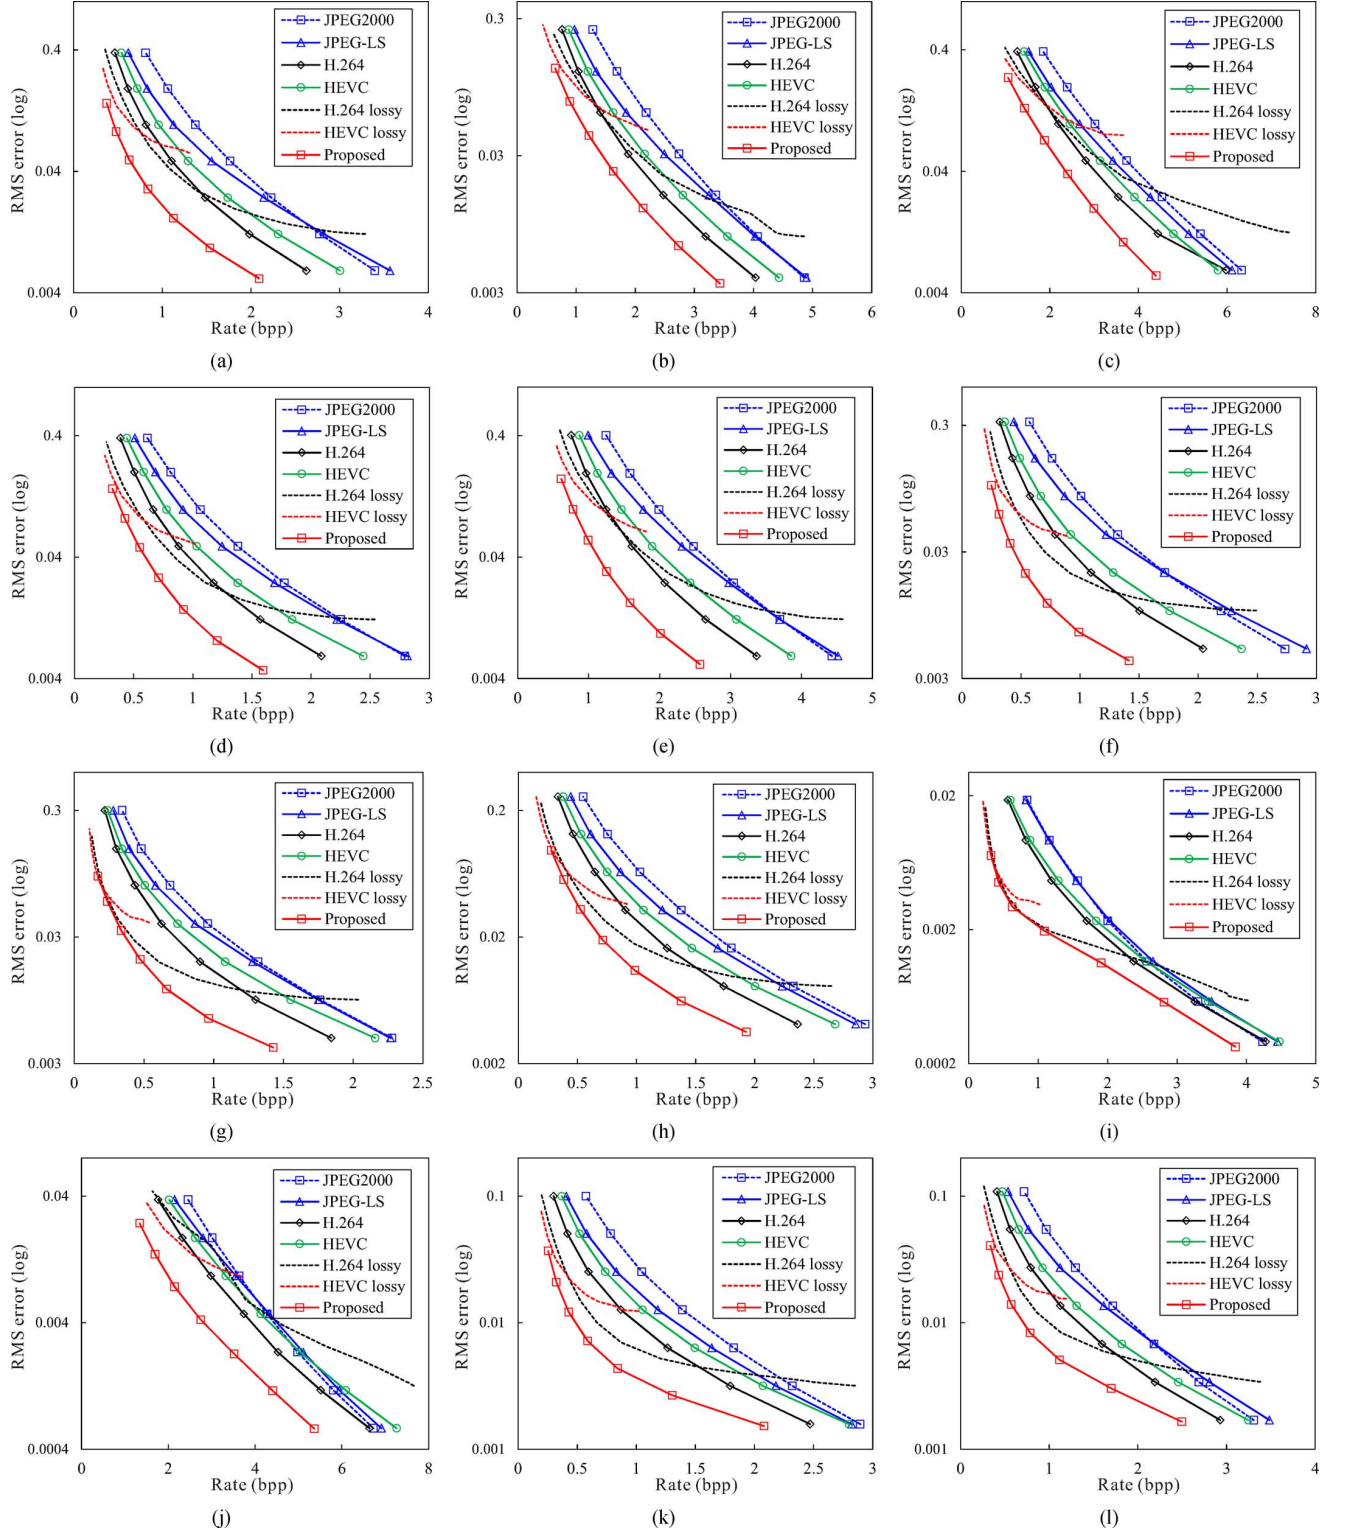 RMS error (log)
0.4
0.04
0.004
0 1 2 3 4
Rate (bpp)
JPEG2000
JPEG-LS
H.264
HEVC
H.264 lossy
HEVC lossy
Proposed
(a)
RMS error (log)
0.3
0.03
0.003
0 1 2 3 4 5 6
Rate (bpp)
JPEG2000
JPEG-LS
H.264
HEVC
H.264 lossy
HEVC lossy
Proposed
(b)
RMS error (log)
0.4
0.04
0.004
0 2 4 6 8
Rate (bpp)
JPEG2000
JPEG-LS
H.264
HEVC
H.264 lossy
HEVC lossy
Proposed
(c)
RMS error (log)
0.4
0.04
0.004
0 0.5 1 1.5 2 2.5 3
Rate (bpp)
JPEG2000
JPEG-LS
H.264
HEVC
H.264 lossy
HEVC lossy
Proposed
(d)
RMS error (log)
0.4
0.04
0.004
0 1 2 3 4 5
Rate (bpp)
JPEG2000
JPEG-LS
H.264
HEVC
H.264 lossy
HEVC lossy
Proposed
(e)
RMS error (log)
0.3
0.03
0.003
0 0.5 1 1.5 2 2.5 3
Rate (bpp)
JPEG2000
JPEG-LS
H.264
HEVC
H.264 lossy
HEVC lossy
Proposed
(f)
RMS error (log)
0.3
0.03
0.003
0 0.5 1 1.5 2 2.5
Rate (bpp)
JPEG2000
JPEG-LS
H.264
HEVC
H.264 lossy
HEVC lossy
Proposed
(g)
RMS error (log)
0.2
0.02
0.002
0 0.5 1 1.5 2 2.5 3
Rate (bpp)
JPEG2000
JPEG-LS
H.264
HEVC
H.264 lossy
HEVC lossy
Proposed
(h)
RMS error (log)
0.02
0.002
0.0002
0 1 2 3 4 5
Rate (bpp)
JPEG2000
JPEG-LS
H.264
HEVC
H.264 lossy
HEVC lossy
Proposed
(i)
RMS error (log)
0.04
0.004
0.0004
0 2 4 6 8
Rate (bpp)
JPEG2000
JPEG-LS
H.264
HEVC
H.264 lossy
HEVC lossy
Proposed
(j)
RMS error (log)
0.1
0.01
0.001
0 0.5 1 1.5 2 2.5 3
Rate (bpp)
JPEG2000
JPEG-LS
H.264
HEVC
H.264 lossy
HEVC lossy
Proposed
(k)
RMS error (log)
0.1
0.01
0.001
0 1 2 3 4
Rate (bpp)
JPEG2000
JPEG-LS
H.264
HEVC
H.264 lossy
HEVC lossy
Proposed
(l)